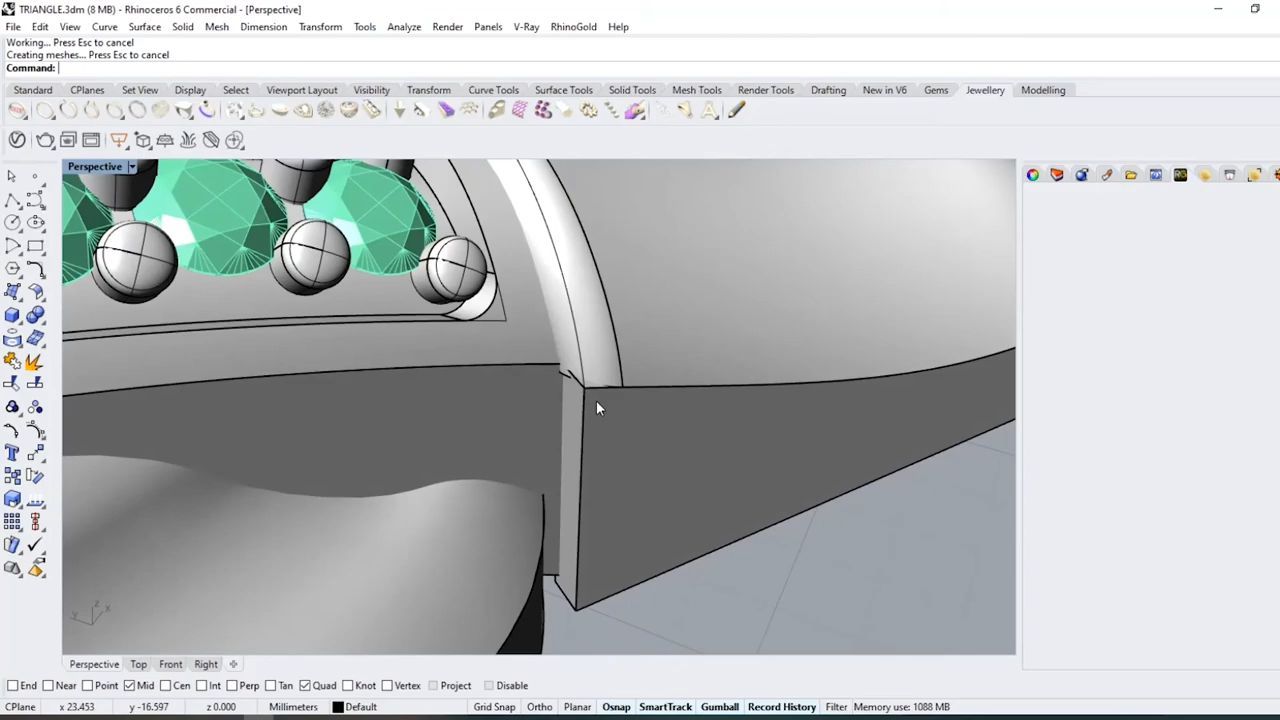 TRIANGLE.3dm (8 MB) - Rhinoceros 6 Commercial - [Perspective]
File Edit View Curve Surface Solid Mesh Dimension Transform Tools Analyze Render Panels V-Ray RhinoGold Help
Working... Press Esc to cancel
Creating meshes... Press Esc to cancel
Command:
Standard CPlanes Set View Display Select Viewport Layout Visibility Transform Curve Tools Surface Tools Solid Tools Mesh Tools Render Tools Drafting New in V6 Gems Jewellery Modelling
Perspective
z
y x
Perspective Top Front Right
End Near Point Mid Cen Int Perp Tan Quad Knot Vertex Project Disable
CPlane x 23.453 y -16.597 z 0.000 Millimeters Default Grid Snap Ortho Planar Osnap SmartTrack Gumball Record History Filter Memory use: 1088 MB